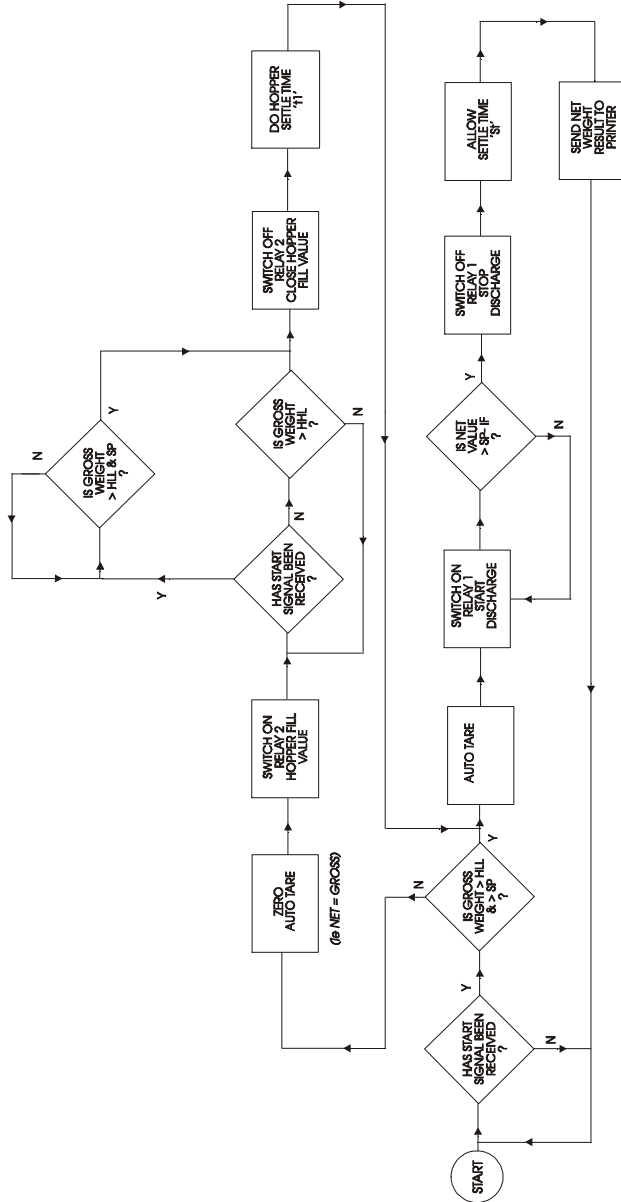 START
HAS START
SIGNAL BEEN
RECEIVED
?
Y
N
IS GROSS
WEIGHT > HLL
& > SP
?
Y
N
AUTO TARE
SWITCH ON
RELAY 1
START
DISCHARGE
IS NET
VALUE
> SP- IF
?
Y
N
SWITCH OFF
RELAY 1
STOP
DISCHARGE
ALLOW
SETTLE TIME
'St'
SEND NET
WEIGHT
RESULT TO
PRINTER
ZERO
AUTO TARE
(ie NET = GROSS)
SWITCH ON
RELAY 2
HOPPER FILL
VALUE
HAS START
SIGNAL BEEN
RECEIVED
?
Y
N
IS GROSS
WEIGHT
> HLL & SP
?
N
Y
IS GROSS
WEIGHT
> HHL
?
N
SWITCH OFF
RELAY 2
CLOSE HOPPER
FILL VALUE
DO HOPPER
SETTLE TIME
't1'